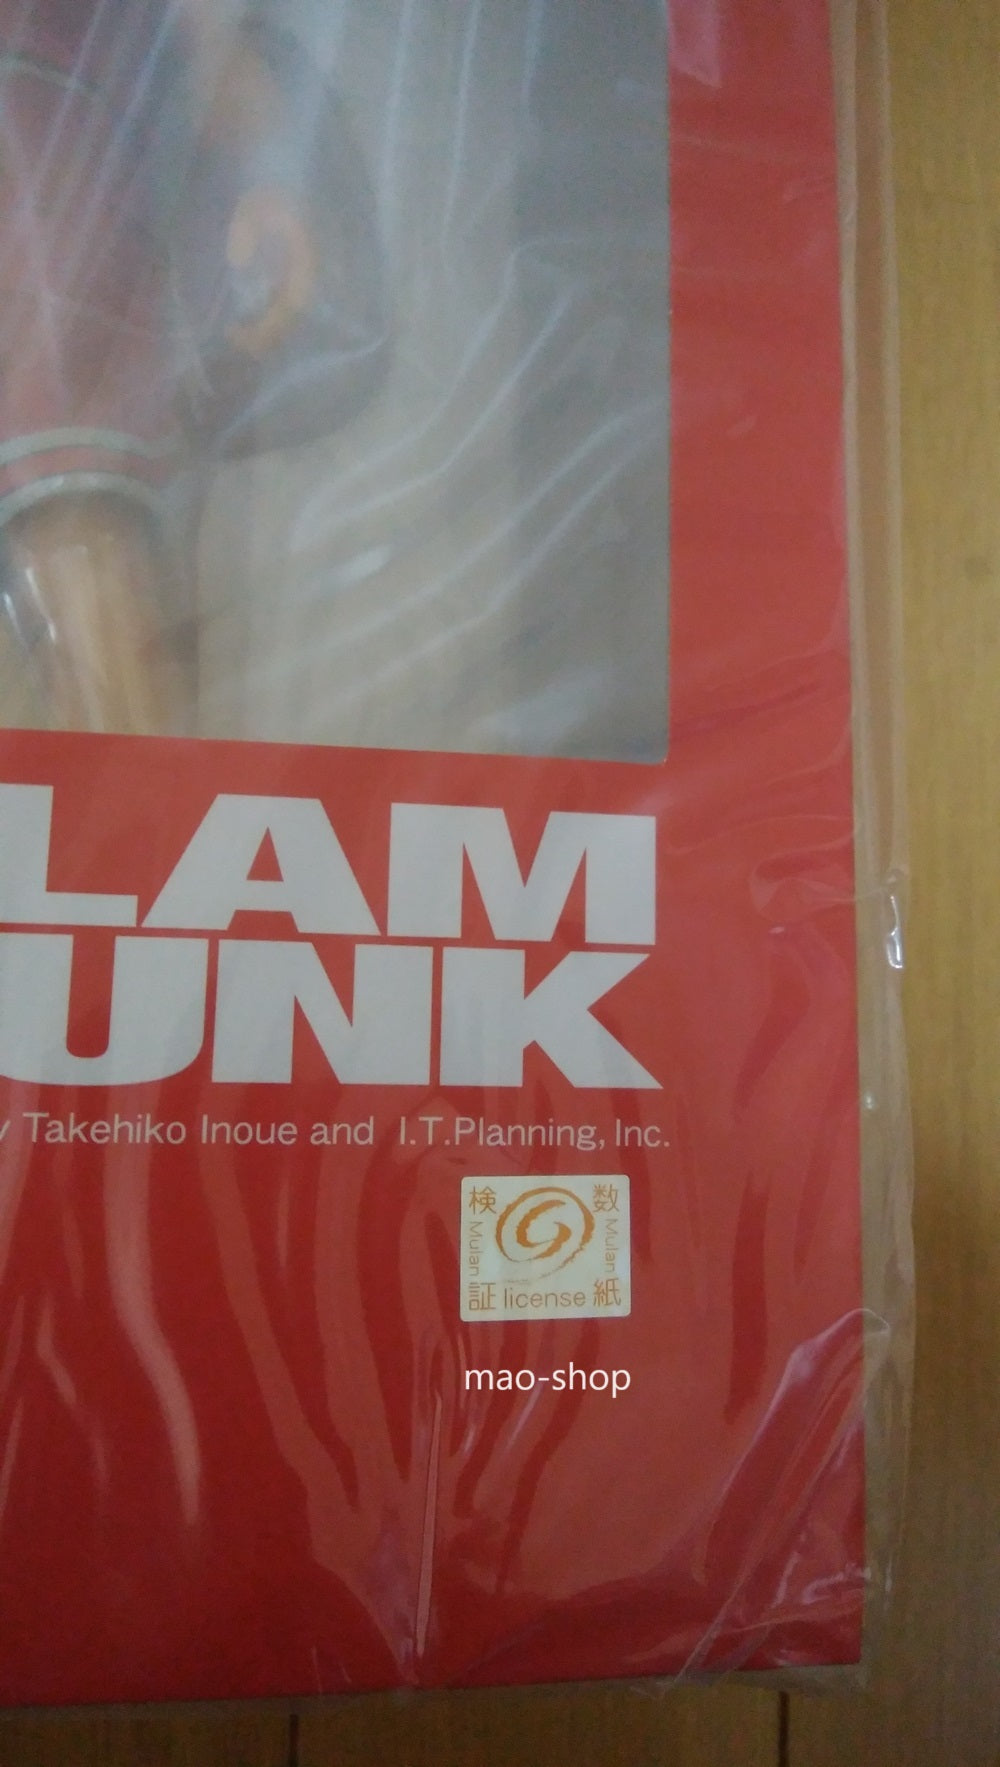 LAM
UNK
y Takehiko Inoue and I.T.Planning, Inc.
検 数
Mulan Mulan
証 license 紙
mao-shop